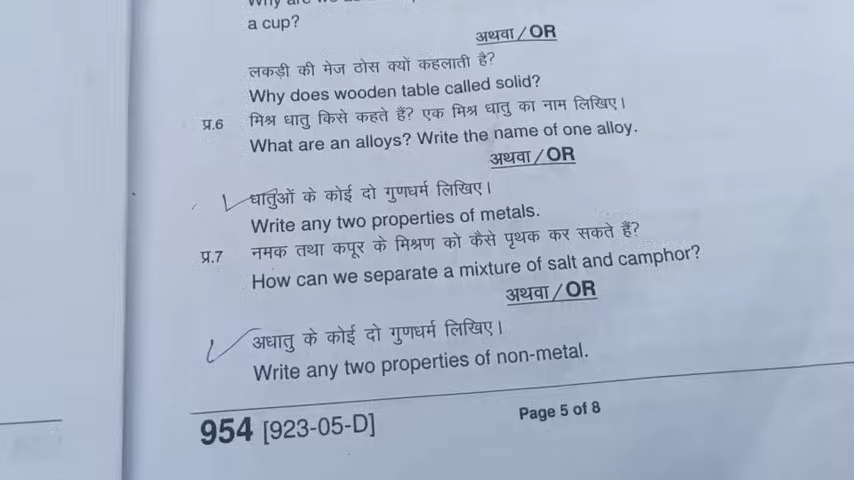 a cup?
अथवा / OR
लकड़ी की मेज ठोस क्यों कहलाती है?
Why does wooden table called solid?
प्र.6 मिश्र धातु किसे कहते हैं? एक मिश्र धातु का नाम लिखिए।
What are an alloys? Write the name of one alloy.
अथवा / OR
धातुओं के कोई दो गुणधर्म लिखिए।
Write any two properties of metals.
प्र.7 नमक तथा कपूर के मिश्रण को कैसे पृथक कर सकते हैं?
How can we separate a mixture of salt and camphor?
अथवा / OR
अधातु के कोई दो गुणधर्म लिखिए।
Write any two properties of non-metal.
954 [923-05-D] Page 5 of 8